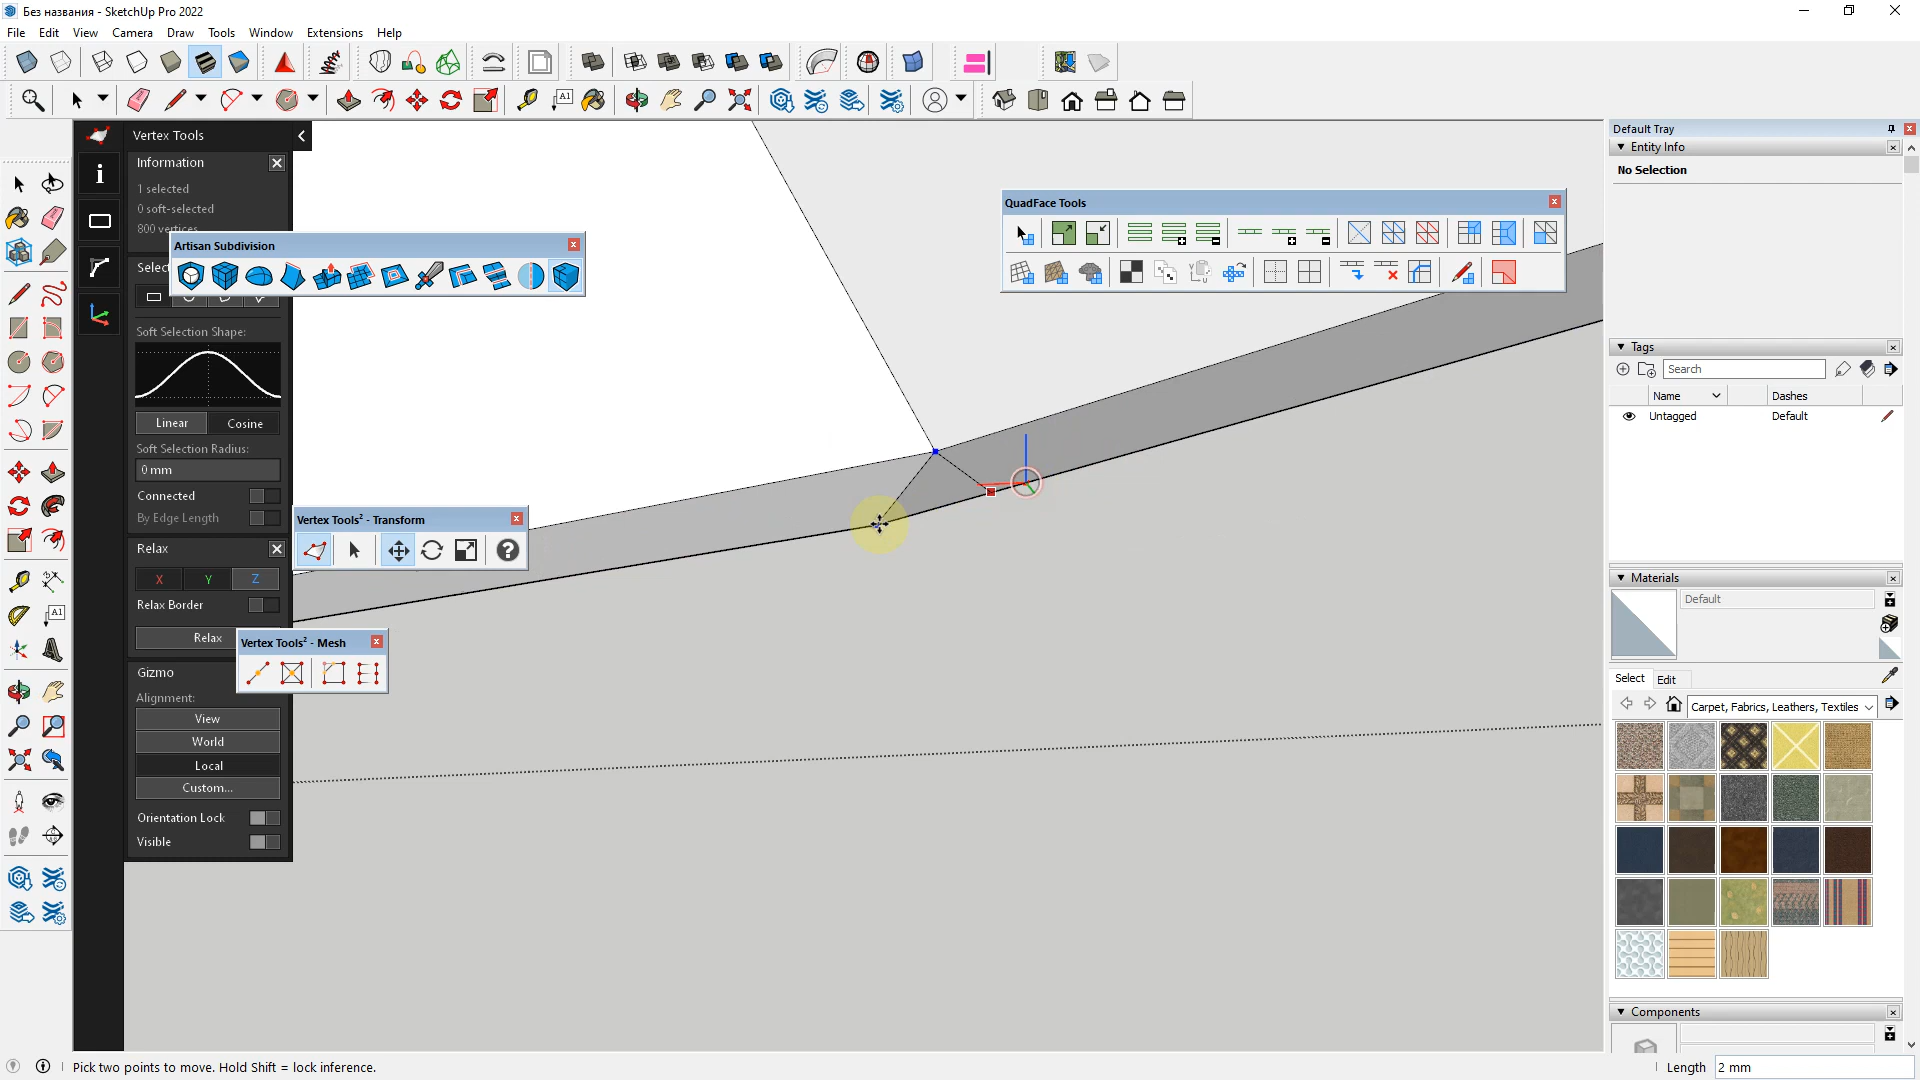 Без названия - SketchUp Pro 2022
File Edit View Camera Draw Tools Window Extensions Help
A1
Vertex Tools
Information
1 selected
0 soft-selected
800 vertices
Artisan Subdivision
Soft Selection Shape:
Linear Cosine
Soft Selection Radius:
0 mm
Connected
By Edge Length
Relax
X Y Z
Relax Border
Relax
Gizmo
Alignment:
View
World
Local
Custom...
Orientation Lock
Visible
Vertex Tools² - Transform
Vertex Tools² - Mesh
QuadFace Tools
A1
Default Tray
Entity Info
No Selection
Tags
Search
Name Dashes
Untagged Default
Materials
Default
Select Edit
Carpet, Fabrics, Leathers, Textiles
Components
Pick two points to move. Hold Shift = lock inference.
Length 2 mm